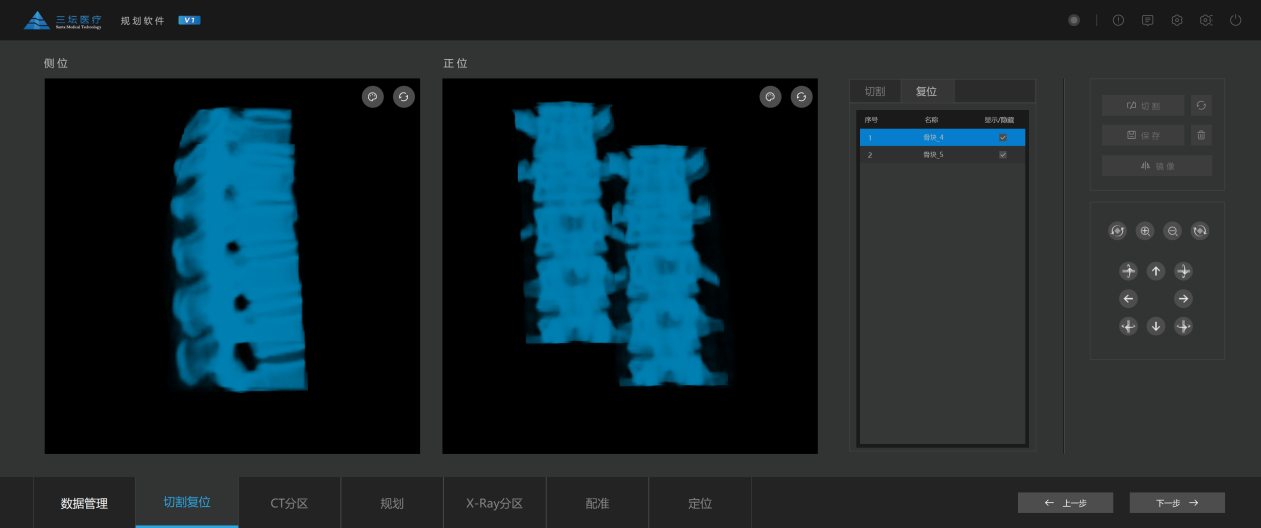 三坛医疗
Santan Medical Technology
规划软件 V1
侧位
正位
切割 复位
序号 名称 显示/隐藏
1 骨块_4
2 骨块_5
切割
保存
镜像
数据管理 切割复位 CT分区 规划 X-Ray分区 配准 定位
← 上一步 下一步 →